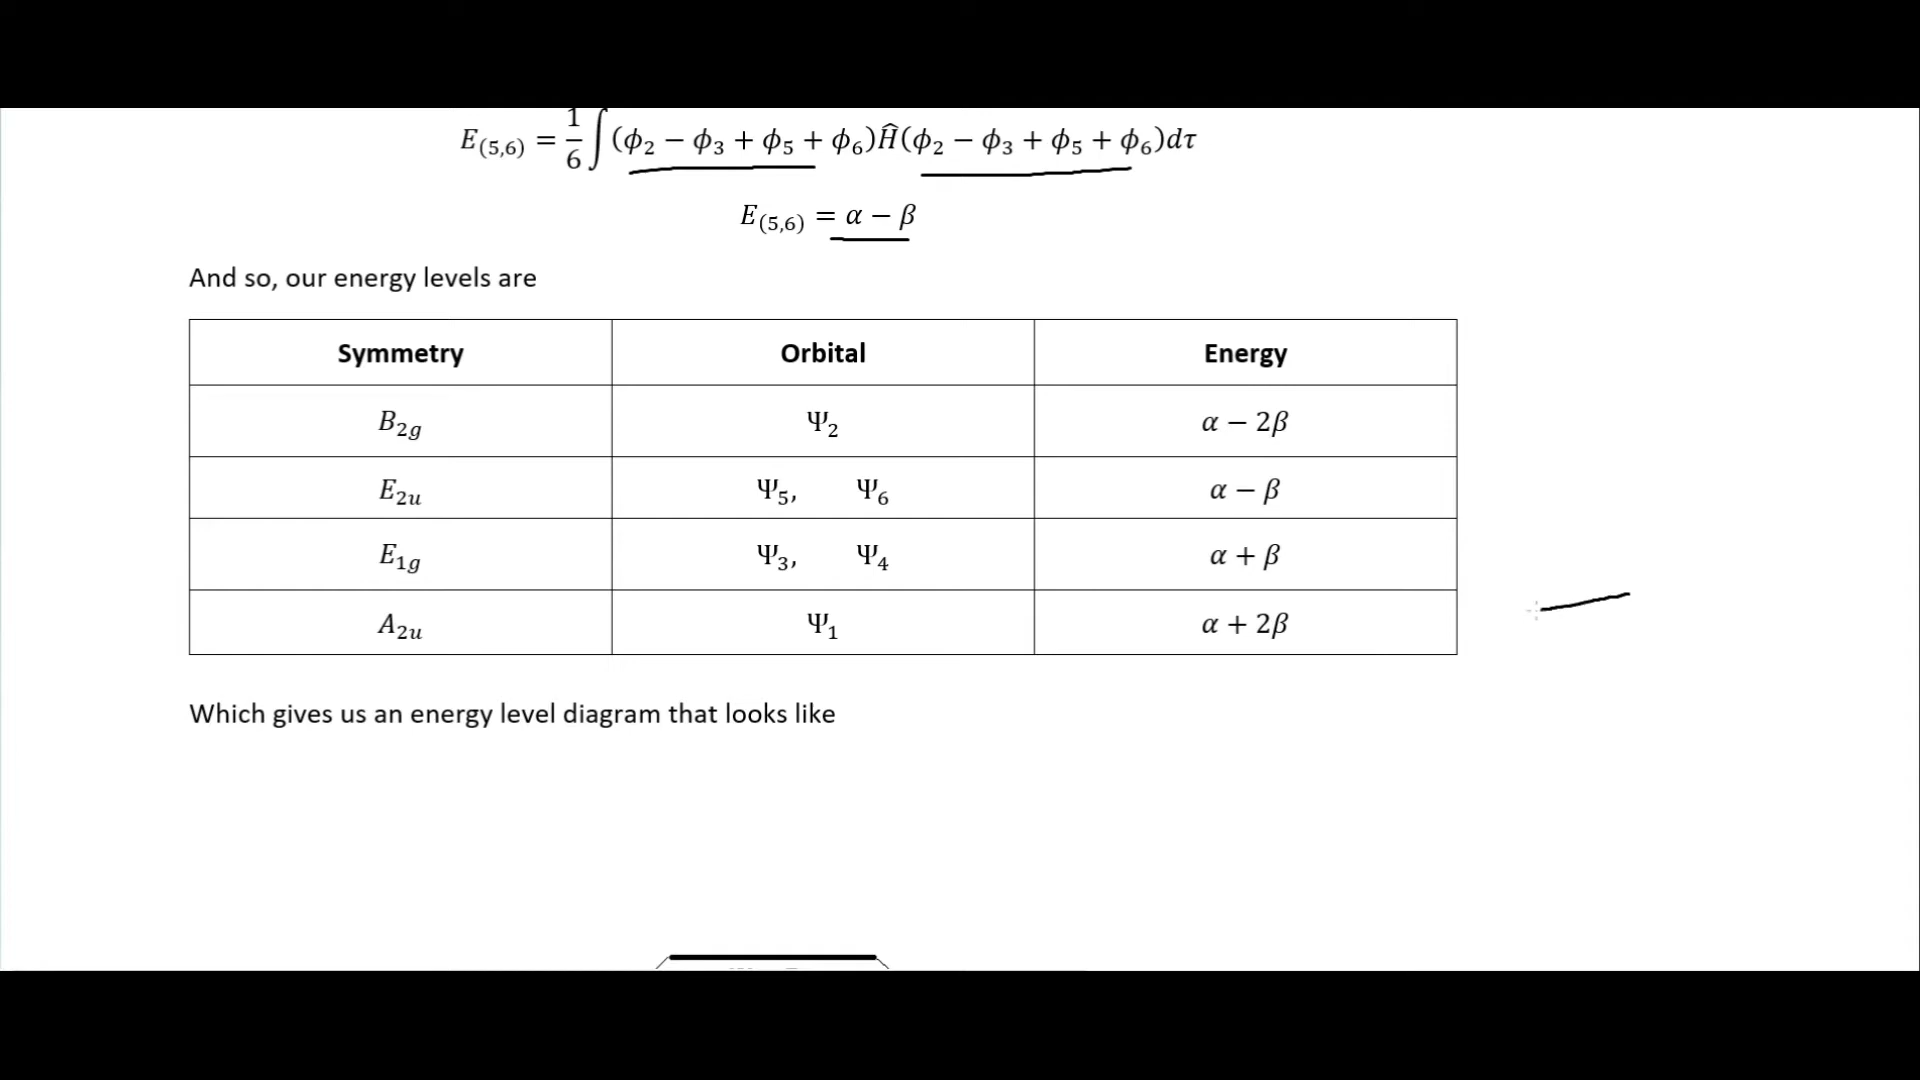 E₍₅,₆₎ = 1/6 ∫(ϕ₂ − ϕ₃ + ϕ₅ + ϕ₆)Ĥ(ϕ₂ − ϕ₃ + ϕ₅ + ϕ₆)dτ
E₍₅,₆₎ = α − β
And so, our energy levels are
Symmetry Orbital Energy
B₂g Ψ₂ α − 2β
E₂ᵤ Ψ₅, Ψ₆ α − β
E₁g Ψ₃, Ψ₄ α + β
A₂ᵤ Ψ₁ α + 2β
Which gives us an energy level diagram that looks like